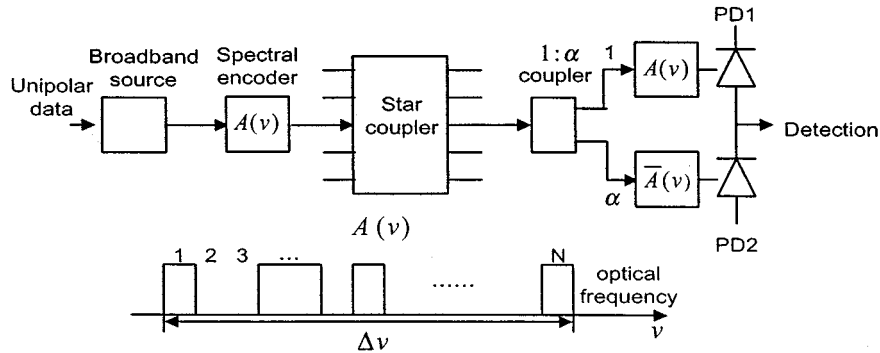 PD1
Broadband source
Spectral encoder
1:α coupler
1
A(ν)
Unipolar data
A(ν)
Star coupler
Detection
α
A̅(ν)
PD2
A(ν)
1 2 3 ... ...... N
optical frequency
ν
Δν